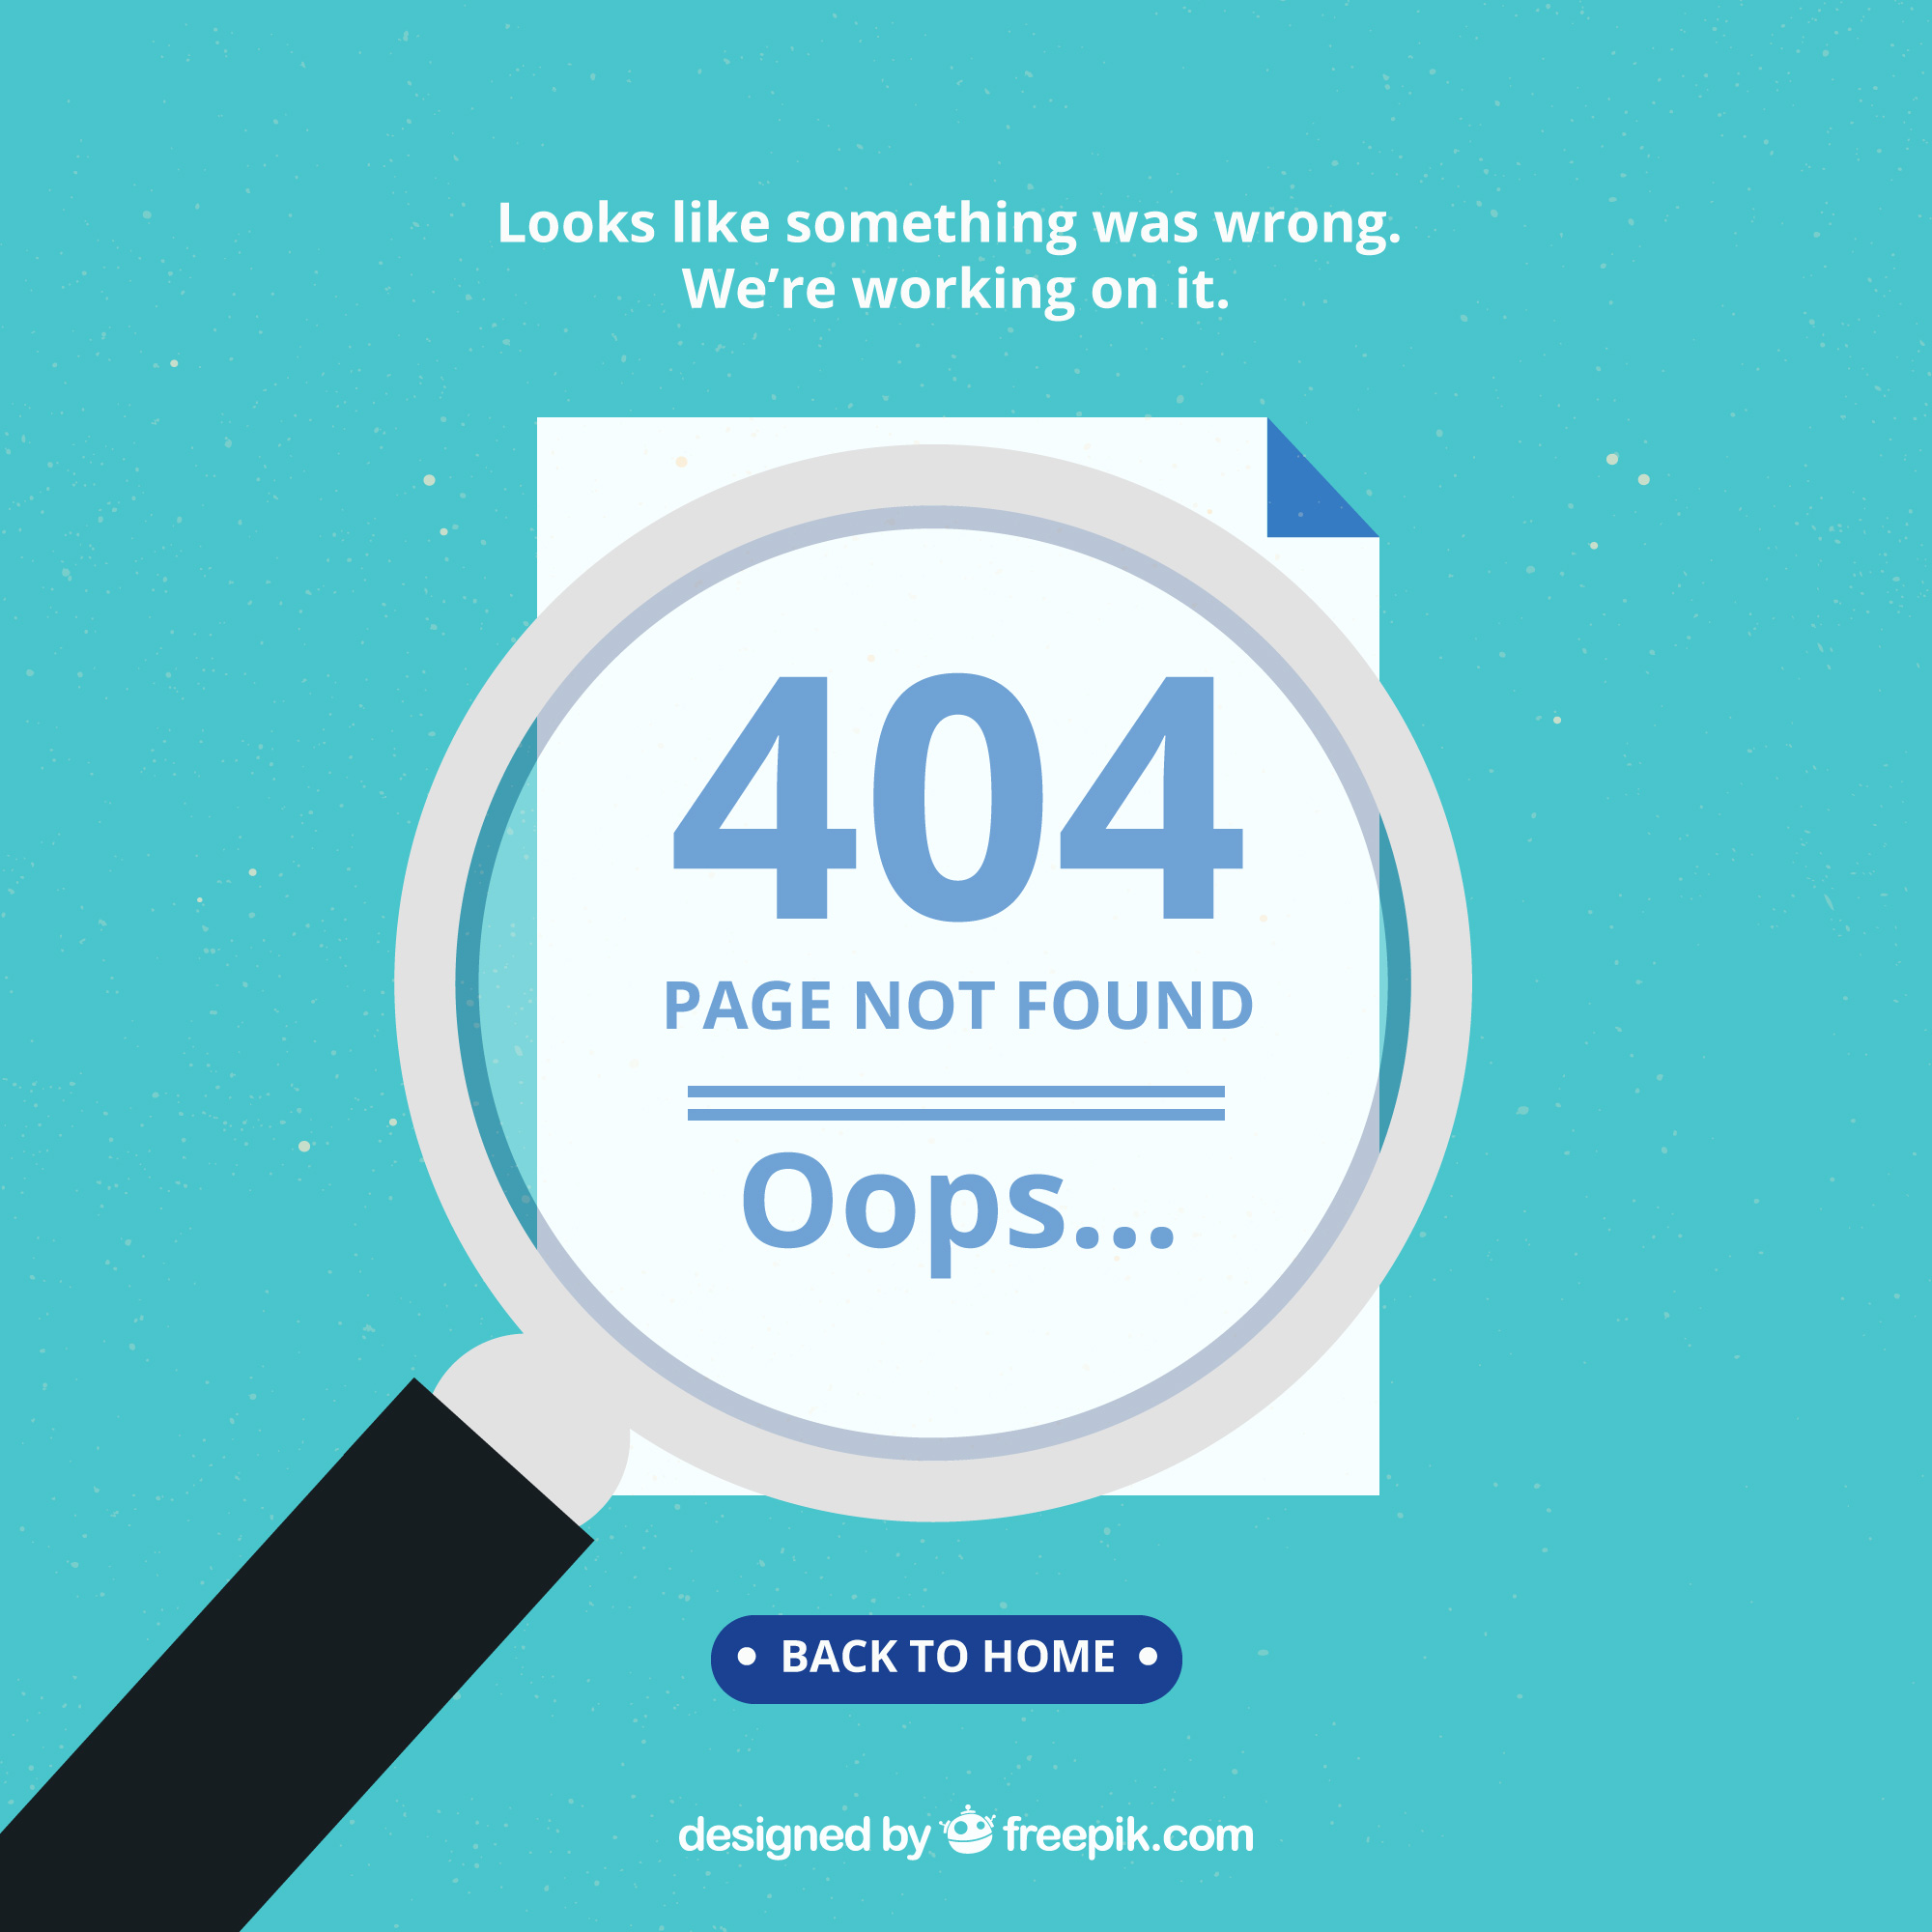 Looks like something was wrong.
We’re working on it.
404
PAGE NOT FOUND
Oops...
BACK TO HOME
designed by freepik.com